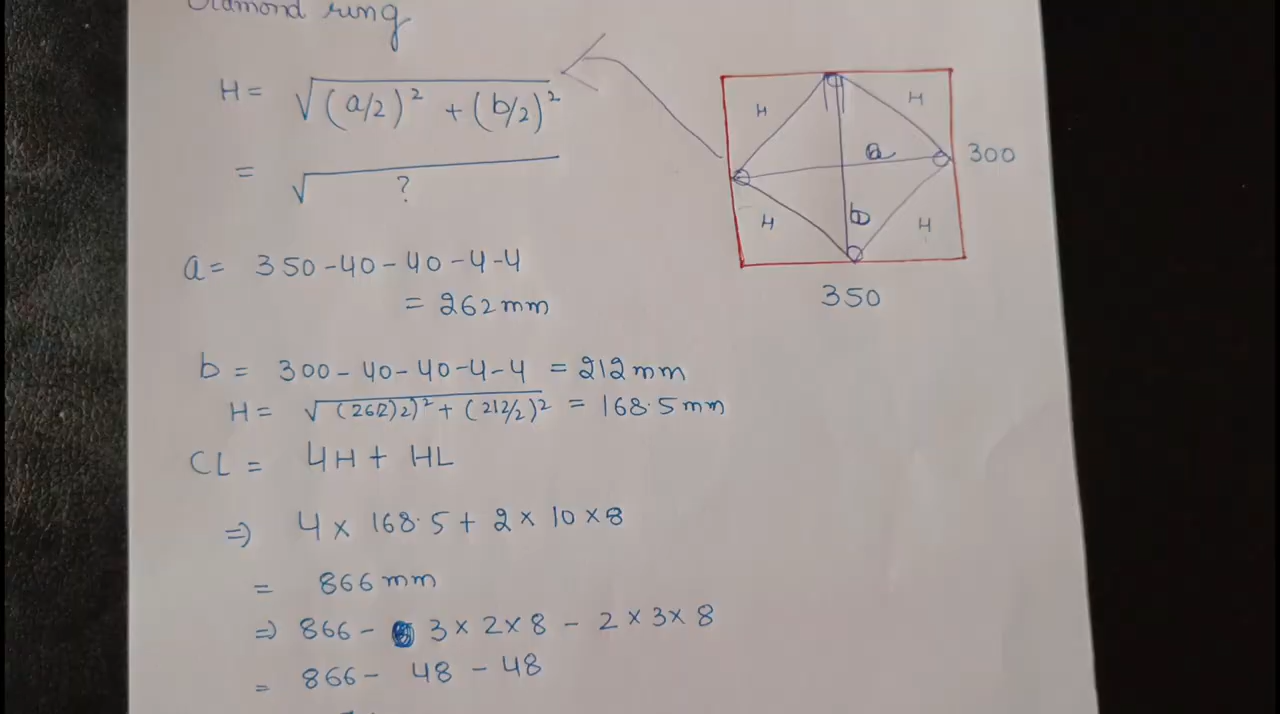 Diamond ring
H = √(a/2)² + (b/2)²
= √ ?
a = 350-40-40-4-4
= 262mm
b = 300-40-40-4-4 = 212mm
H = √(262)2)² + (212/2)² = 168.5mm
CL = 4H + HL
⇒ 4 × 168.5 + 2 × 10 × 8
= 866mm
⇒ 866 - 3 × 2 × 8 - 2 × 3 × 8
= 866 - 48 - 48
H H
a 300
H b H
350